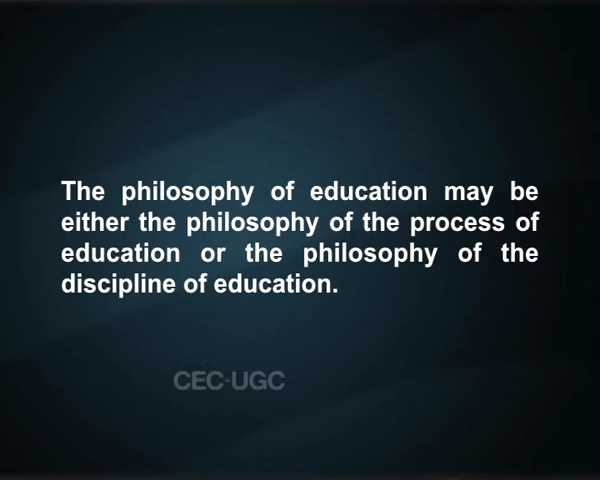 The philosophy of education may be
either the philosophy of the process of
education or the philosophy of the
discipline of education.
CEC-UGC